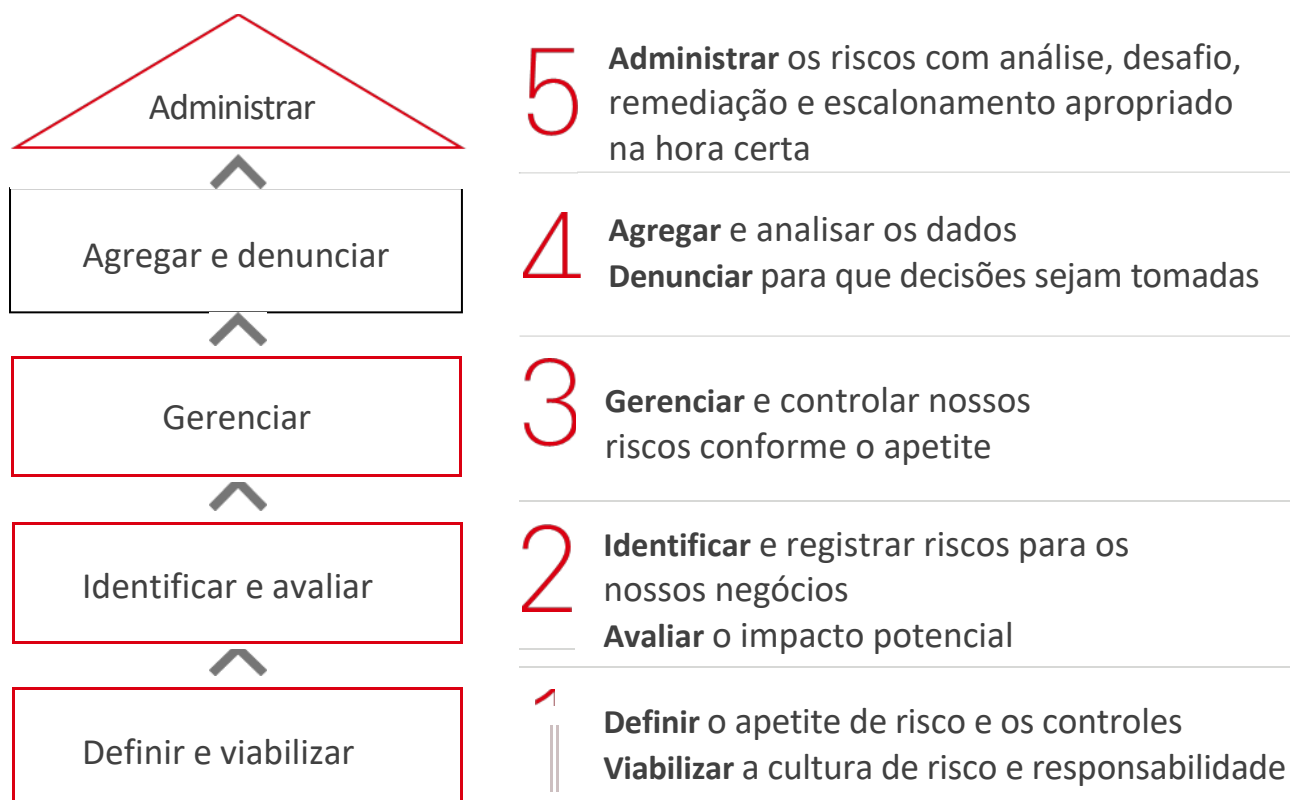 Administrar
5
Administrar os riscos com análise, desafio,
remediação e escalonamento apropriado
na hora certa
Agregar e denunciar
4
Agregar e analisar os dados
Denunciar para que decisões sejam tomadas
Gerenciar
3
Gerenciar e controlar nossos
riscos conforme o apetite
Identificar e avaliar
2
Identificar e registrar riscos para os
nossos negócios
Avaliar o impacto potencial
Definir e viabilizar
1
Definir o apetite de risco e os controles
Viabilizar a cultura de risco e responsabilidade